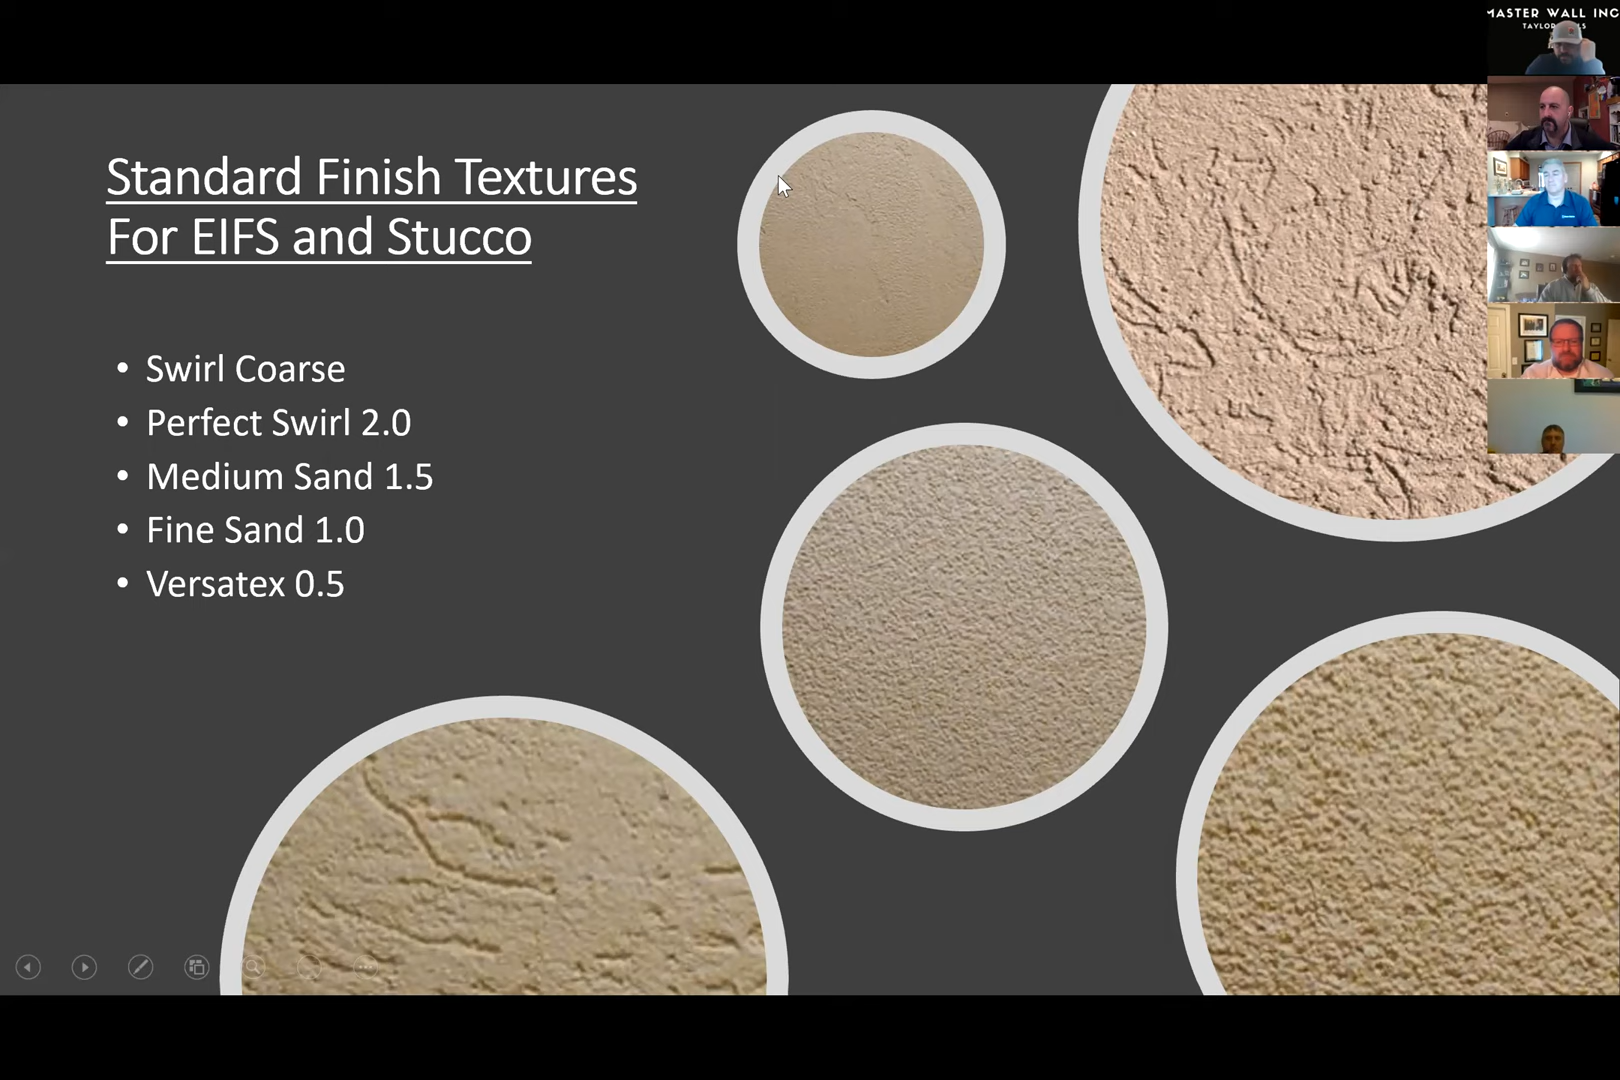 MASTER WALL INC
Standard Finish Textures
For EIFS and Stucco
• Swirl Coarse
• Perfect Swirl 2.0
• Medium Sand 1.5
• Fine Sand 1.0
• Versatex 0.5